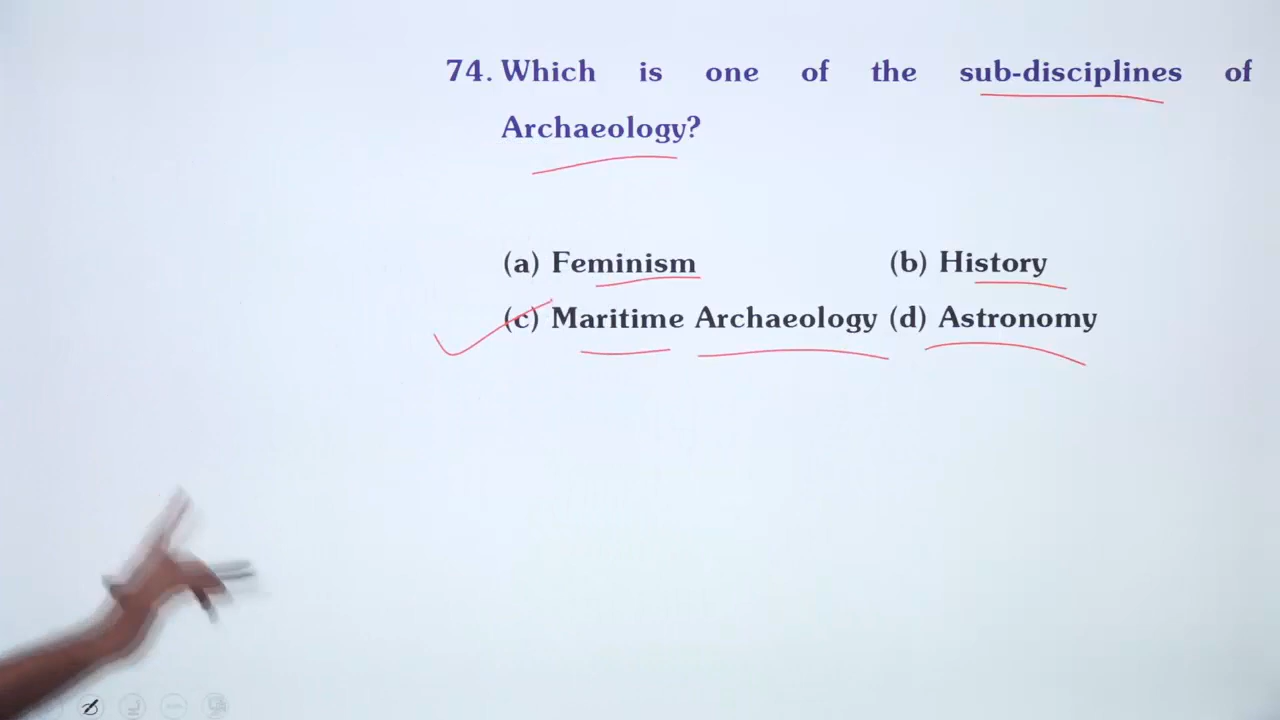 74. Which is one of the sub-disciplines of
Archaeology?
(a) Feminism (b) History
(c) Maritime Archaeology (d) Astronomy